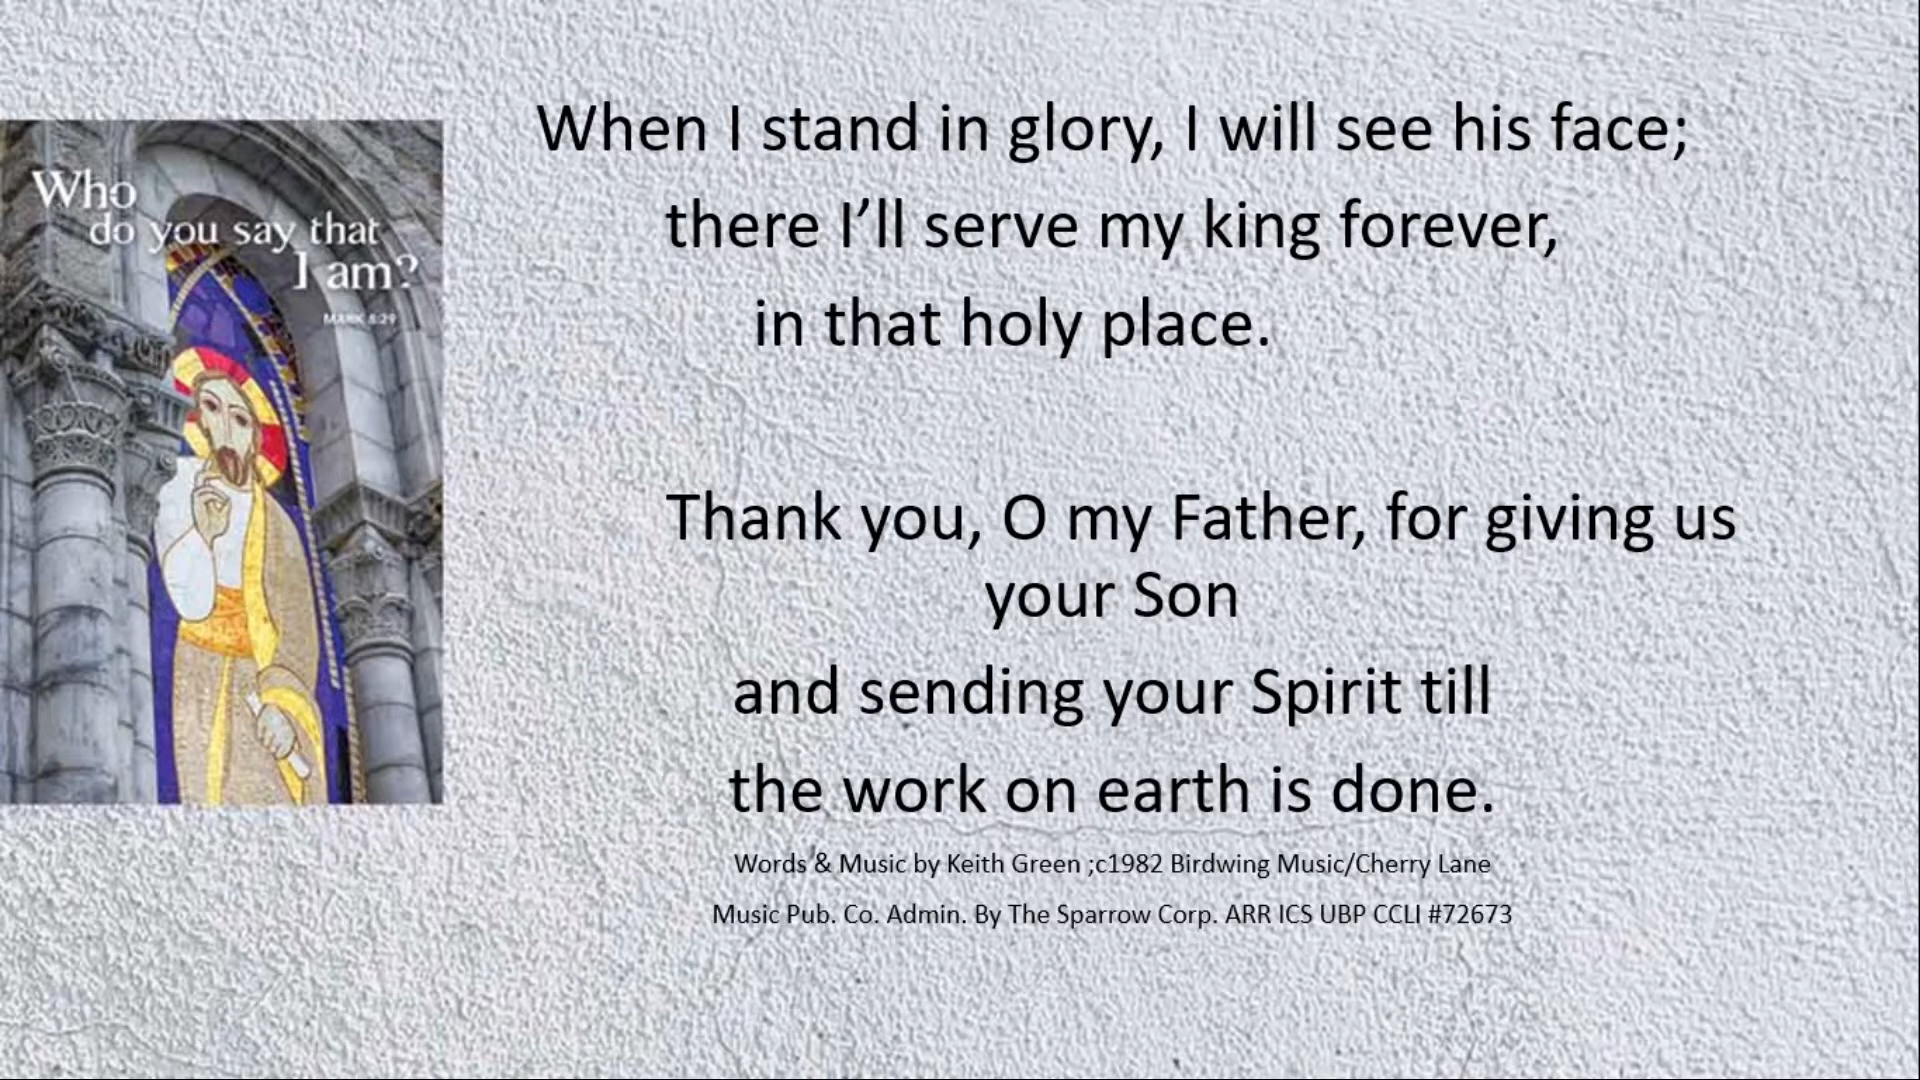 Who
do you say that
I am?
MARK 8:29
When I stand in glory, I will see his face;
there I’ll serve my king forever,
in that holy place.
Thank you, O my Father, for giving us
your Son
and sending your Spirit till
the work on earth is done.
Words & Music by Keith Green ;c1982 Birdwing Music/Cherry Lane
Music Pub. Co. Admin. By The Sparrow Corp. ARR ICS UBP CCLI #72673